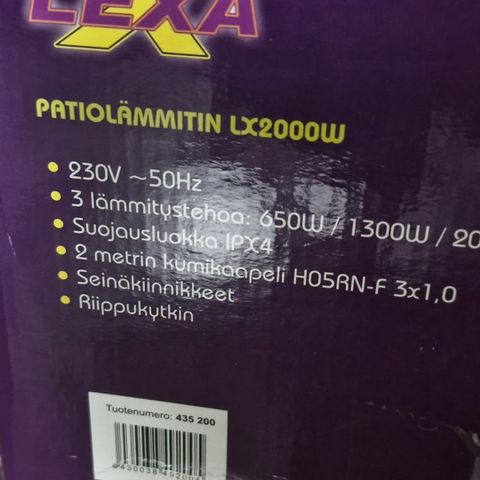 LEXA
PATIOLÄMMITIN LX2000W
• 230V ~50Hz
• 3 lämmitystehoa: 650W / 1300W / 20
• Suojausluokka IPX4
• 2 metrin kumikaapeli H05RN-F 3x1,0
• Seinäkiinnikkeet
• Riippukytkin
Tuotenumero: 435 200